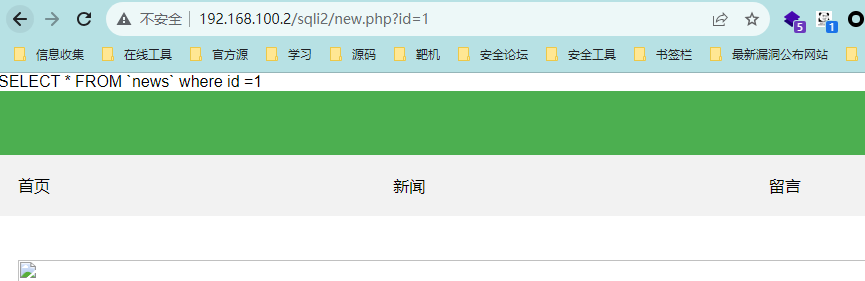 不安全 | 192.168.100.2/sqli2/new.php?id=1
5 1
信息收集 在线工具 官方源 学习 源码 靶机 安全论坛 安全工具 书签栏 最新漏洞公布网站
SELECT * FROM `news` where id =1
首页 新闻 留言